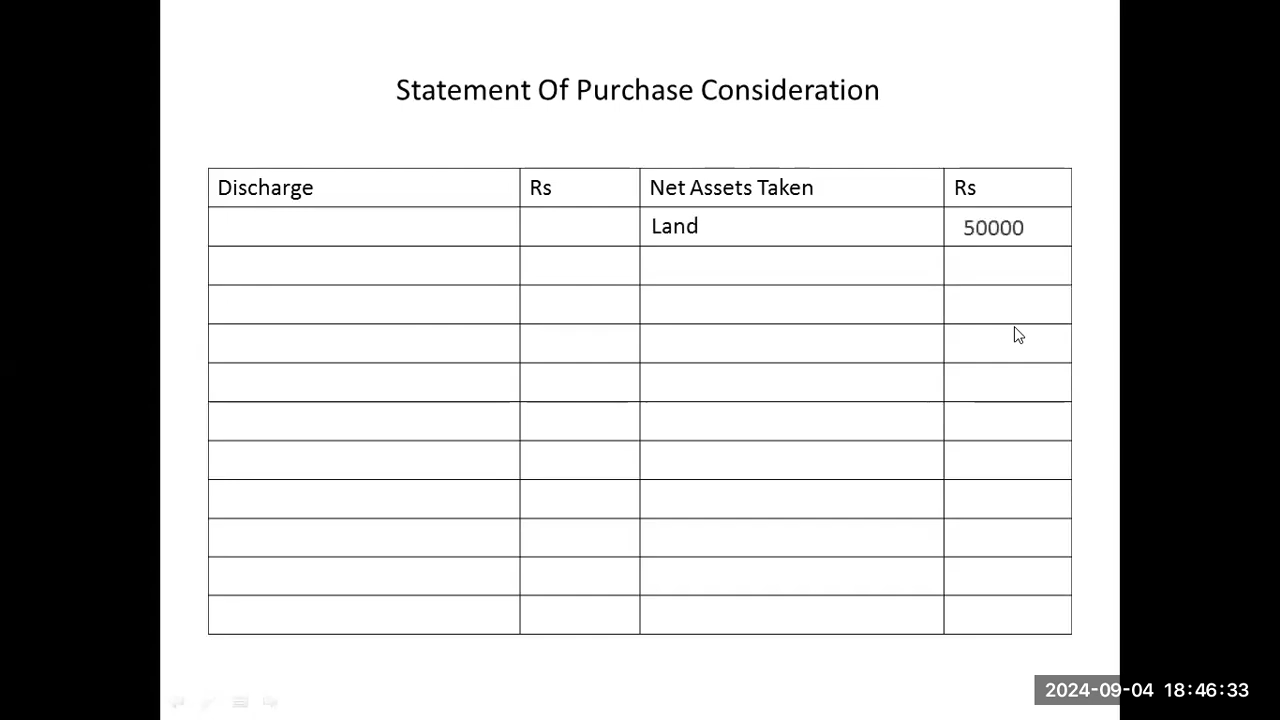 Statement Of Purchase Consideration
Discharge Rs Net Assets Taken Rs
Land 50000
2024-09-04 18:46:33